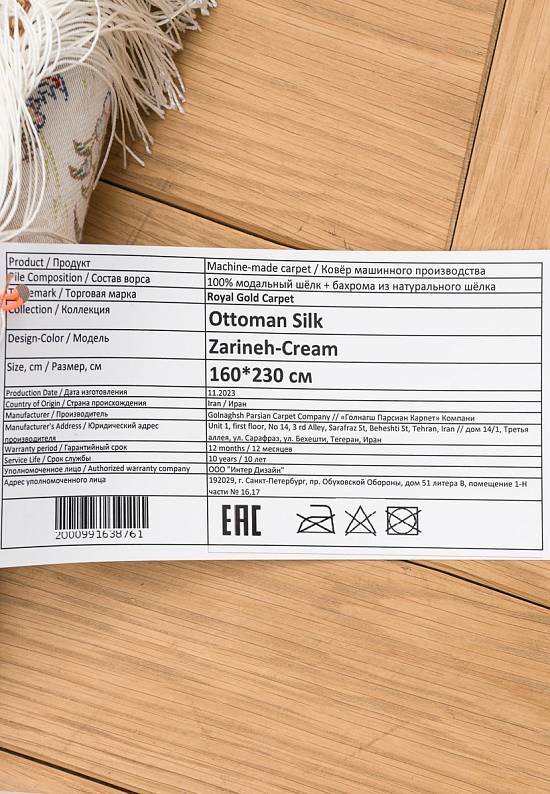 Product / Продукт Machine-made carpet / Ковёр машинного производства
Pile Composition / Состав ворса 100% модальный шёлк + бахрома из натурального шёлка
emark / Торговая марка Royal Gold Carpet
Collection / Коллекция Ottoman Silk
Design-Color / Модель Zarineh-Cream
Size, cm / Размер, см 160*230 см
Production Date / Дата изготовления 11.2023
Country of Origin / Страна происхождения Iran / Иран
Manufacturer / Производитель Golnaghsh Parsian Carpet Company // «Голнагш Парсиан Карпет» Компани
Manufacturer's Address / Юридический адрес Unit 1, first floor, No 14, 3 rd Alley, Sarafraz St, Beheshti St, Tehran, Iran // дом 14/1, Третья
производителя аллея, ул. Сарафраз, ул. Бехешти, Тегеран, Иран
Warranty period / Гарантийный срок 12 months / 12 месяцев
Service Life / Срок службы 10 years / 10 лет
Уполномоченное лицо / Authorized warranty company ООО "Интер Дизайн"
Адрес уполномоченного лица 192029, г. Санкт-Петербург, пр. Обуховской Обороны, дом 51 литера В, помещение 1-Н
части № 16,17
EAC
2000991638761